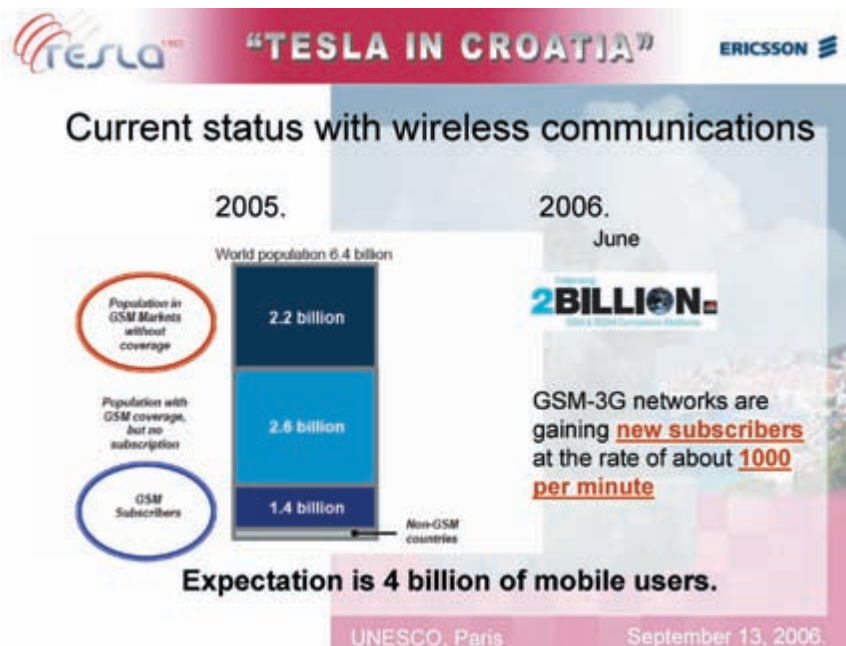 TESLA
"TESLA IN CROATIA"
ERICSSON
Current status with wireless communications
2005.
World population 6.4 billion
Population in
GSM Markets
without
coverage
2.2 billion
Population with
GSM coverage,
but no
subscription
2.6 billion
GSM
Subscribers
1.4 billion
Non-GSM
countries
2006.
June
2BILLION
GSM-3G networks are
gaining new subscribers
at the rate of about 1000
per minute
Expectation is 4 billion of mobile users.
UNESCO, Paris
September 13, 2006.